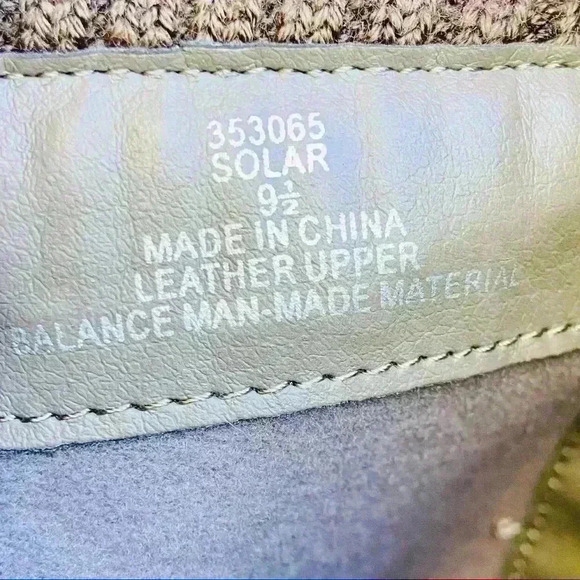 353065
SOLAR
9½
MADE IN CHINA
LEATHER UPPER
BALANCE MAN-MADE MATERIAL